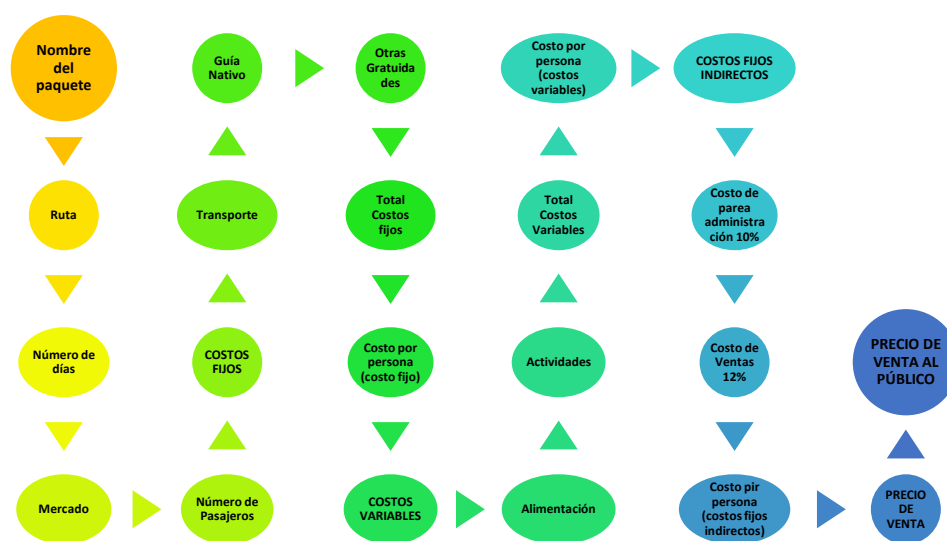 Nombre
del
paquete
Ruta
Número de
días
Mercado
Número de
Pasajeros
COSTOS
FIJOS
Transporte
Guía
Nativo
Otras
Gratuida
des
Total
Costos
fijos
Costo por
persona
(costo fijo)
COSTOS
VARIABLES
Alimentación
Actividades
Total
Costos
Variables
Costo por
persona
(costos
variables)
COSTOS FIJOS
INDIRECTOS
Costo de
parea
administra
ción 10%
Costo de
Ventas
12%
Costo pir
persona
(costos fijos
indirectos)
PRECIO
DE
VENTA
PRECIO DE
VENTA AL
PÚBLICO